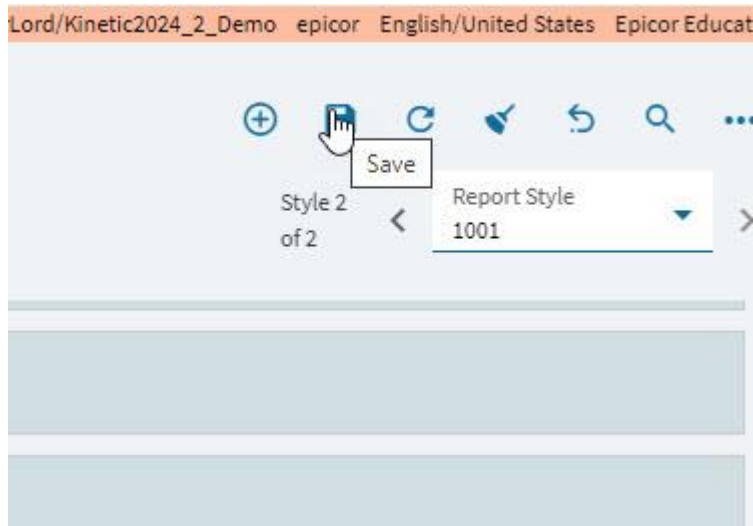 Lord/Kinetic2024_2_Demo epicor English/United States Epicor Educat
Save
Style 2
of 2
Report Style
1001